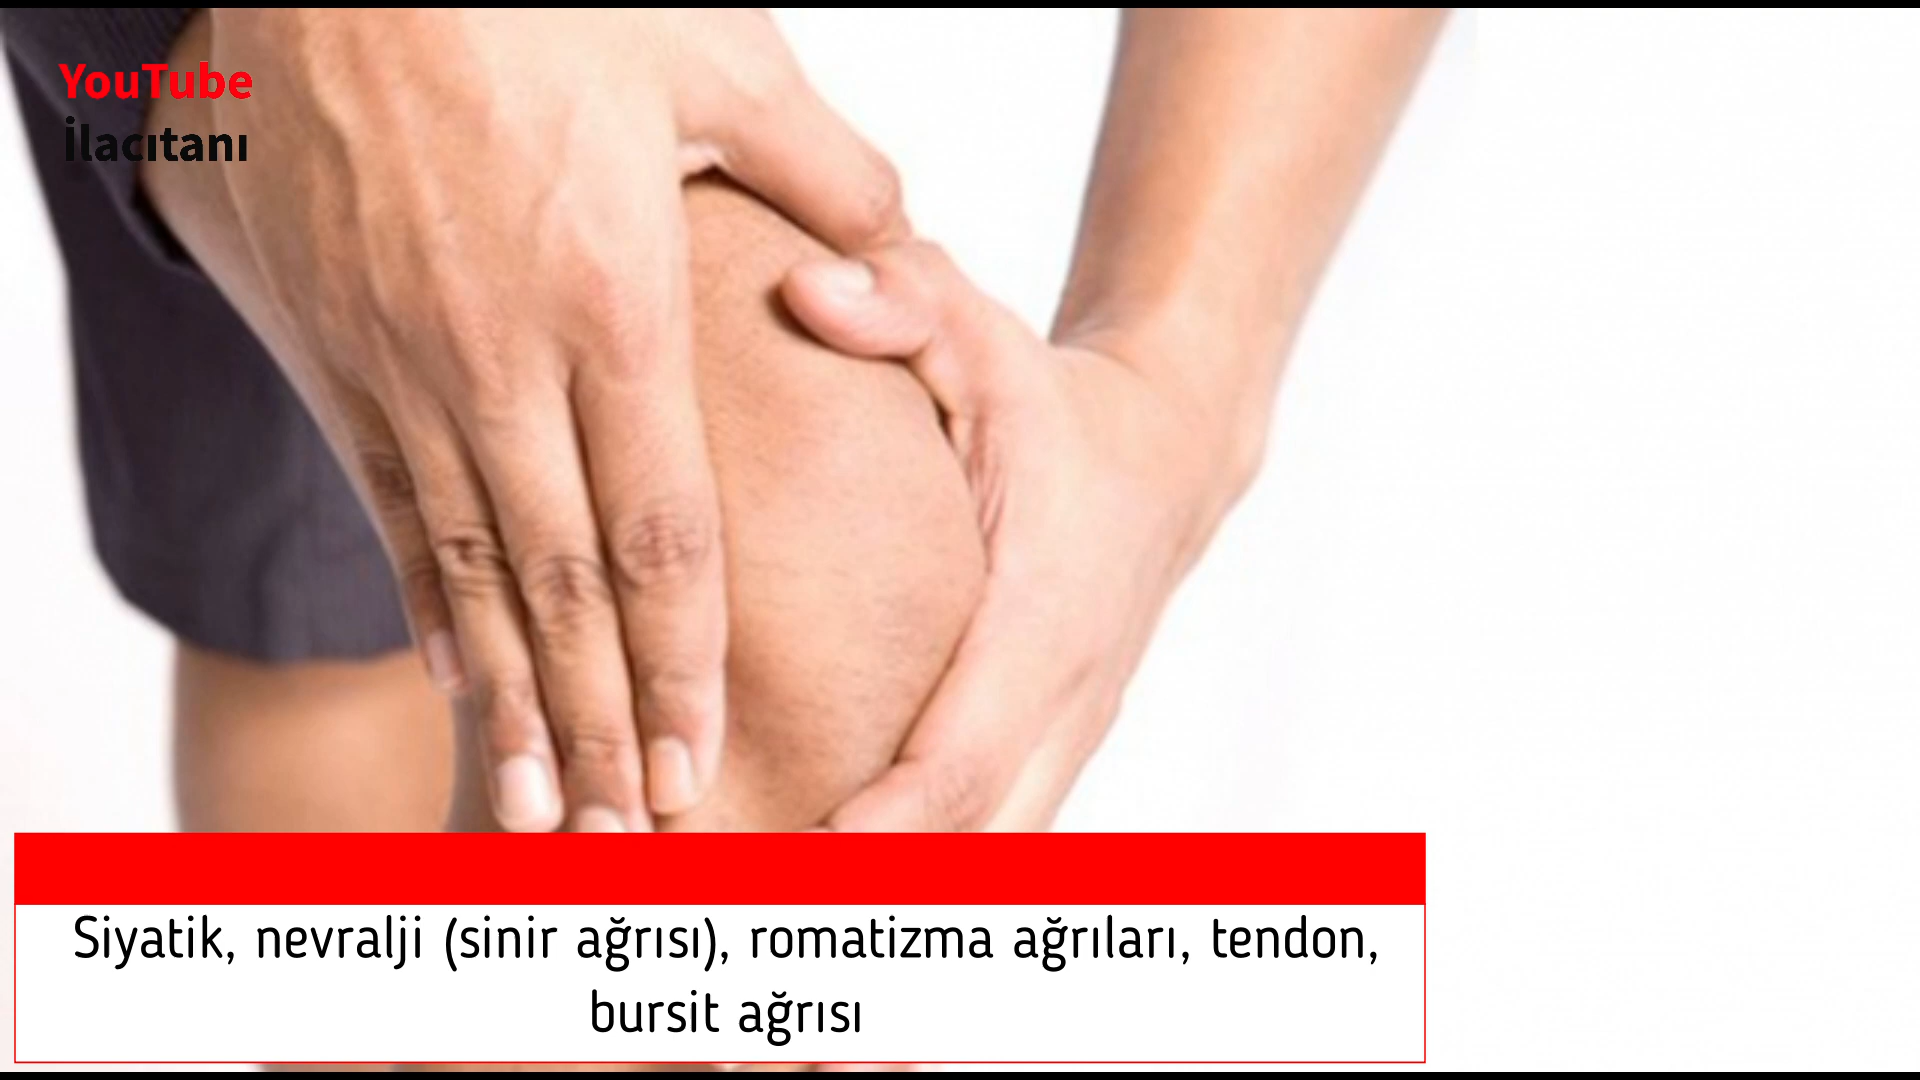 YouTube
İlacıtanı
Siyatik, nevralji (sinir ağrısı), romatizma ağrıları, tendon,
bursit ağrısı